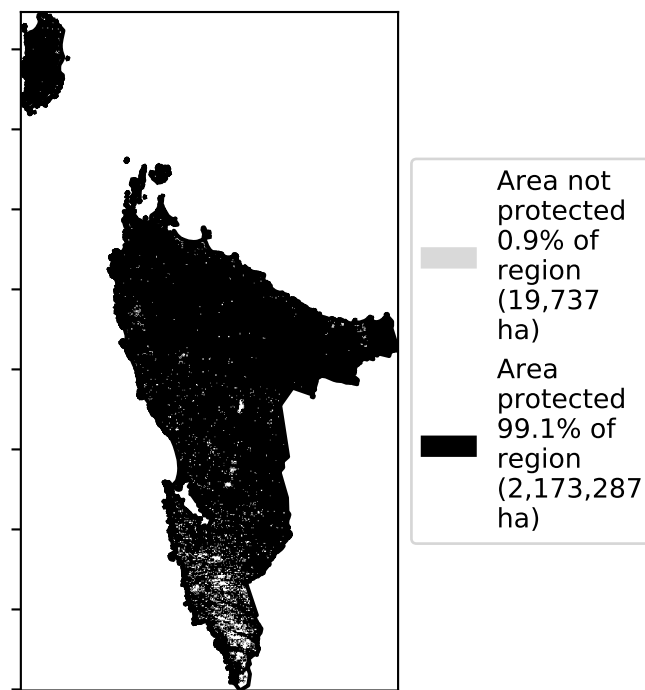 Area not
protected
0.9% of
region
(19,737
ha)
Area
protected
99.1% of
region
(2,173,287
ha)